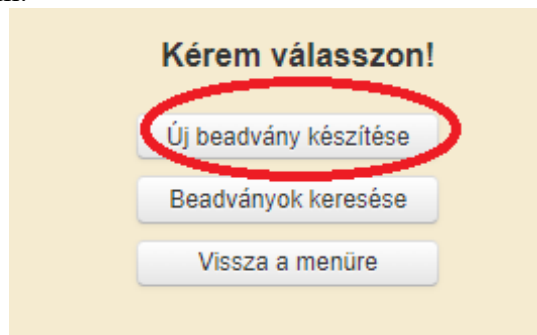 Kérem válasszon!
Új beadvány készítése
Beadványok keresése
Vissza a menüre